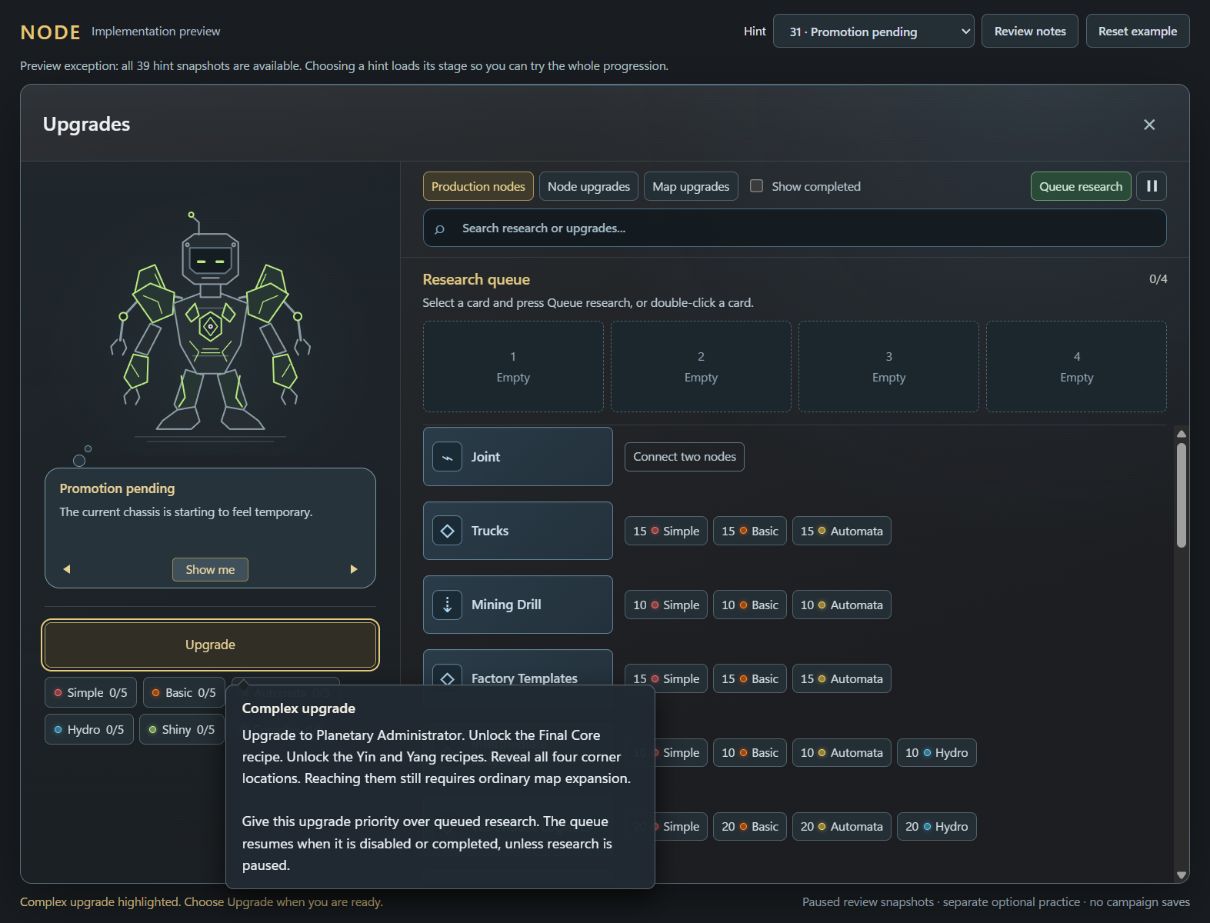 NODE Implementation preview
Hint 31 · Promotion pending Review notes Reset example
Preview exception: all 39 hint snapshots are available. Choosing a hint loads its stage so you can try the whole progression.
Upgrades
Production nodes Node upgrades Map upgrades Show completed Queue research
Search research or upgrades...
Research queue 0/4
Select a card and press Queue research, or double-click a card.
1 2 3 4
Empty Empty Empty Empty
Joint Connect two nodes
Trucks 15 Simple 15 Basic 15 Automata
Mining Drill 10 Simple 10 Basic 10 Automata
Factory Templates 15 Simple 15 Basic 15 Automata
10 Simple 10 Basic 10 Automata 10 Hydro
20 Simple 20 Basic 20 Automata 20 Hydro
Promotion pending
The current chassis is starting to feel temporary.
Show me
Upgrade
Simple 0/5 Basic 0/5 Automata 0/5
Hydro 0/5 Shiny 0/5
Complex upgrade
Upgrade to Planetary Administrator. Unlock the Final Core
recipe. Unlock the Yin and Yang recipes. Reveal all four corner
locations. Reaching them still requires ordinary map expansion.
Give this upgrade priority over queued research. The queue
resumes when it is disabled or completed, unless research is
paused.
Complex upgrade highlighted. Choose Upgrade when you are ready.
Paused review snapshots · separate optional practice · no campaign saves